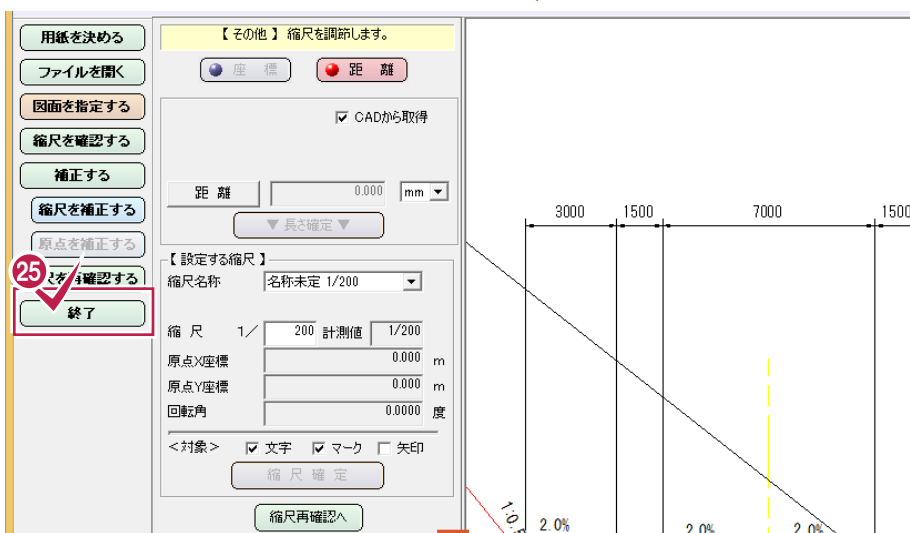 用紙を決める
ファイルを開く
図面を指定する
縮尺を確認する
補正する
縮尺を補正する
原点を補正する
尺を再確認する
25
終了
【 その他 】 縮尺を調節します。
座 標
距 離
CADから取得
距 離 0.000 mm
▼ 長さ確定 ▼
【 設定する縮尺 】
縮尺名称 名称未定 1/200
縮 尺 1/ 200 計測値 1/200
原点X座標 0.000 m
原点Y座標 0.000 m
回転角 0.0000 度
<対象> 文字 マーク 矢印
縮 尺 確 定
縮尺再確認へ
3000 1500 7000 1500
1:0.5
2.0% 2.0% 2.0%